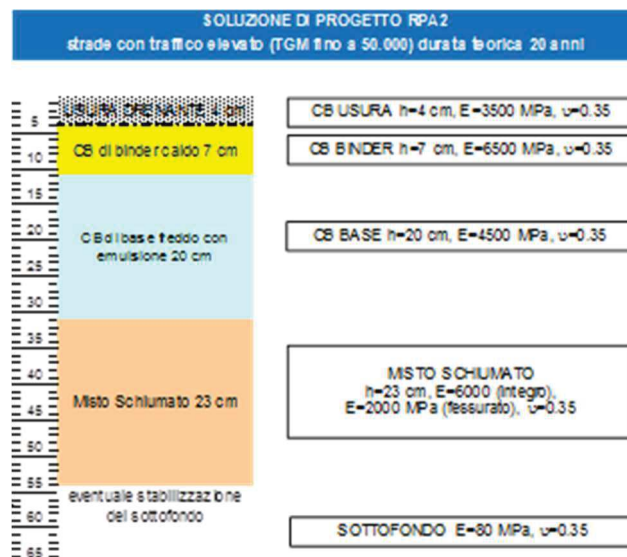 SOLUZIONE DI PROGETTO RPA2
strade con traffico elevato (TGM fino a 50.000) durata teorica 20 anni
USURA DRENANTE 4 cm
CB USURA h=4 cm, E=3500 MPa, υ=0.35
5
CB di binder caldo 7 cm
CB BINDER h=7 cm, E=6500 MPa, υ=0.35
10
15
20
CB di base freddo con
emulsione 20 cm
CB BASE h=20 cm, E=4500 MPa, υ=0.35
25
30
35
40
Misto Schiumato 23 cm
MISTO SCHIUMATO
h=23 cm, E=6000 (integro),
E=2000 MPa (fessurato), υ=0.35
45
50
55
eventuale stabilizzazione
del sottofondo
60
SOTTOFONDO E=80 MPa, υ=0.35
65